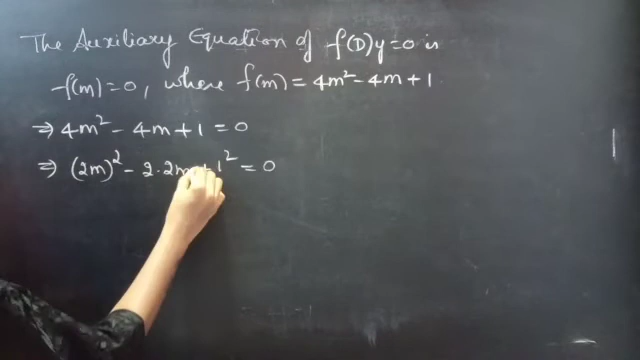 The Auxiliary Equation of f(D)y=0 is
f(m)=0, where f(m) = 4m² - 4m + 1
⇒ 4m² - 4m + 1 = 0
⇒ (2m)² - 2·2m + 1² = 0